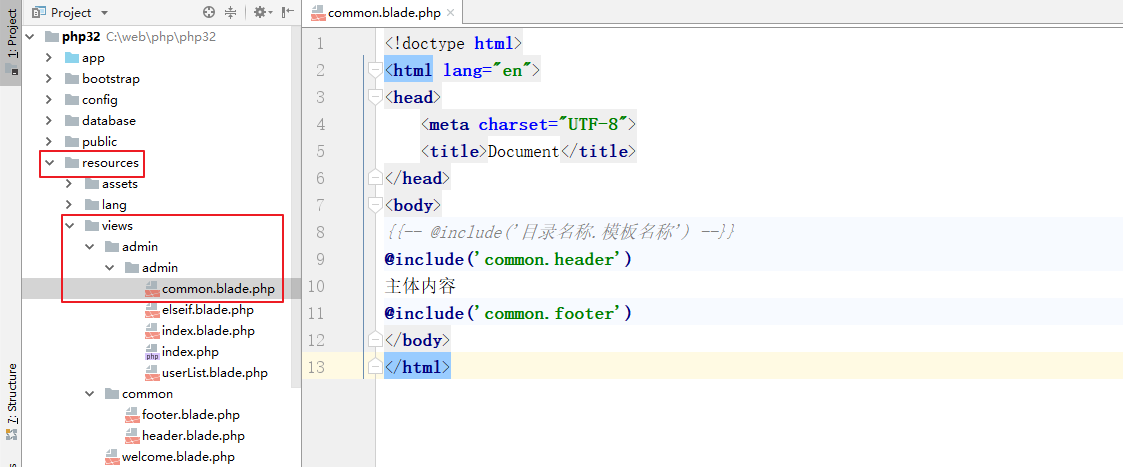 1: Project
7: Structure
Project
php32 C:\web\php\php32
app
bootstrap
config
database
public
resources
assets
lang
views
admin
admin
common.blade.php
elseif.blade.php
index.blade.php
php index.php
userList.blade.php
common
footer.blade.php
header.blade.php
welcome.blade.php
common.blade.php
1 <!doctype html>
2 <html lang="en">
3 <head>
4 <meta charset="UTF-8">
5 <title>Document</title>
6 </head>
7 <body>
8 {{-- @include('目录名称.模板名称') --}}
9 @include('common.header')
10 主体内容
11 @include('common.footer')
12 </body>
13 </html>